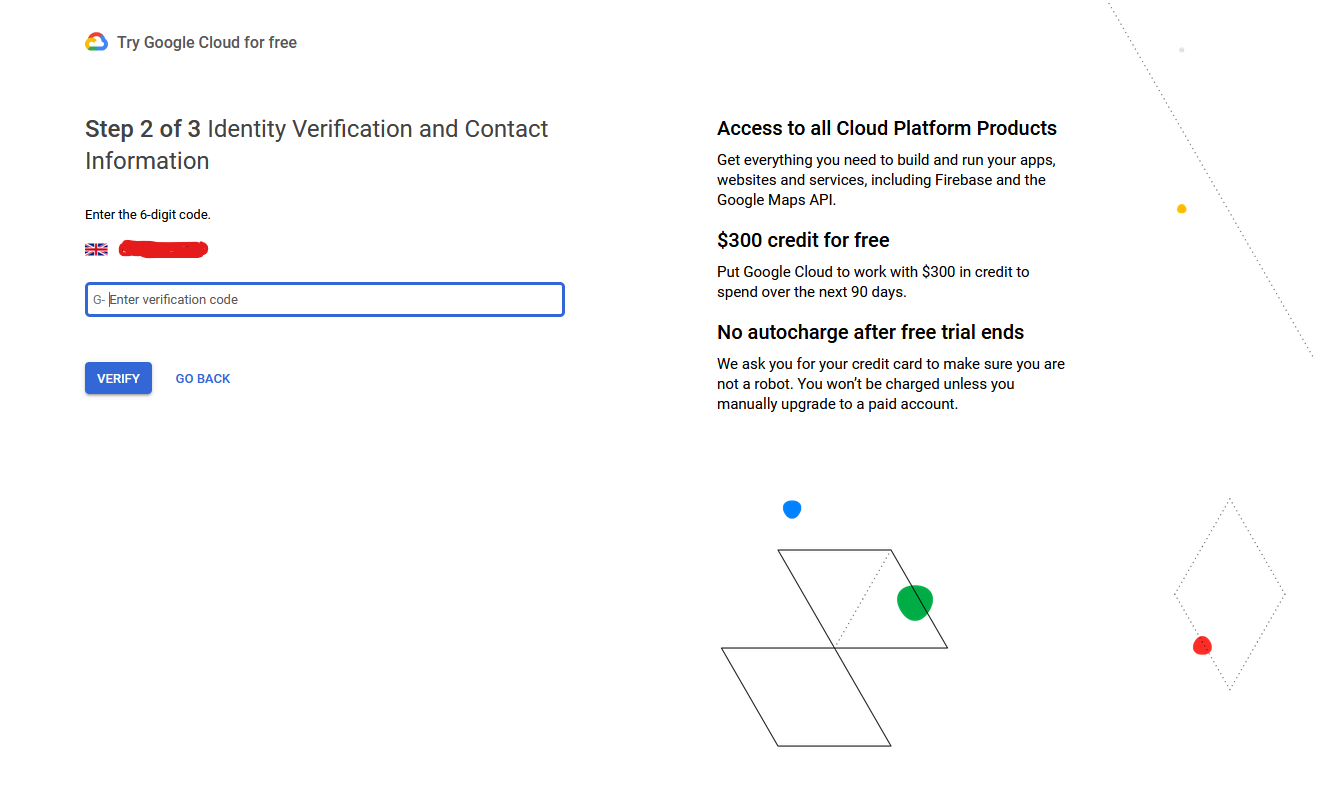 Try Google Cloud for free
Step 2 of 3 Identity Verification and Contact
Information
Enter the 6-digit code.
G- Enter verification code
VERIFY
GO BACK
Access to all Cloud Platform Products
Get everything you need to build and run your apps,
websites and services, including Firebase and the
Google Maps API.
$300 credit for free
Put Google Cloud to work with $300 in credit to
spend over the next 90 days.
No autocharge after free trial ends
We ask you for your credit card to make sure you are
not a robot. You won’t be charged unless you
manually upgrade to a paid account.